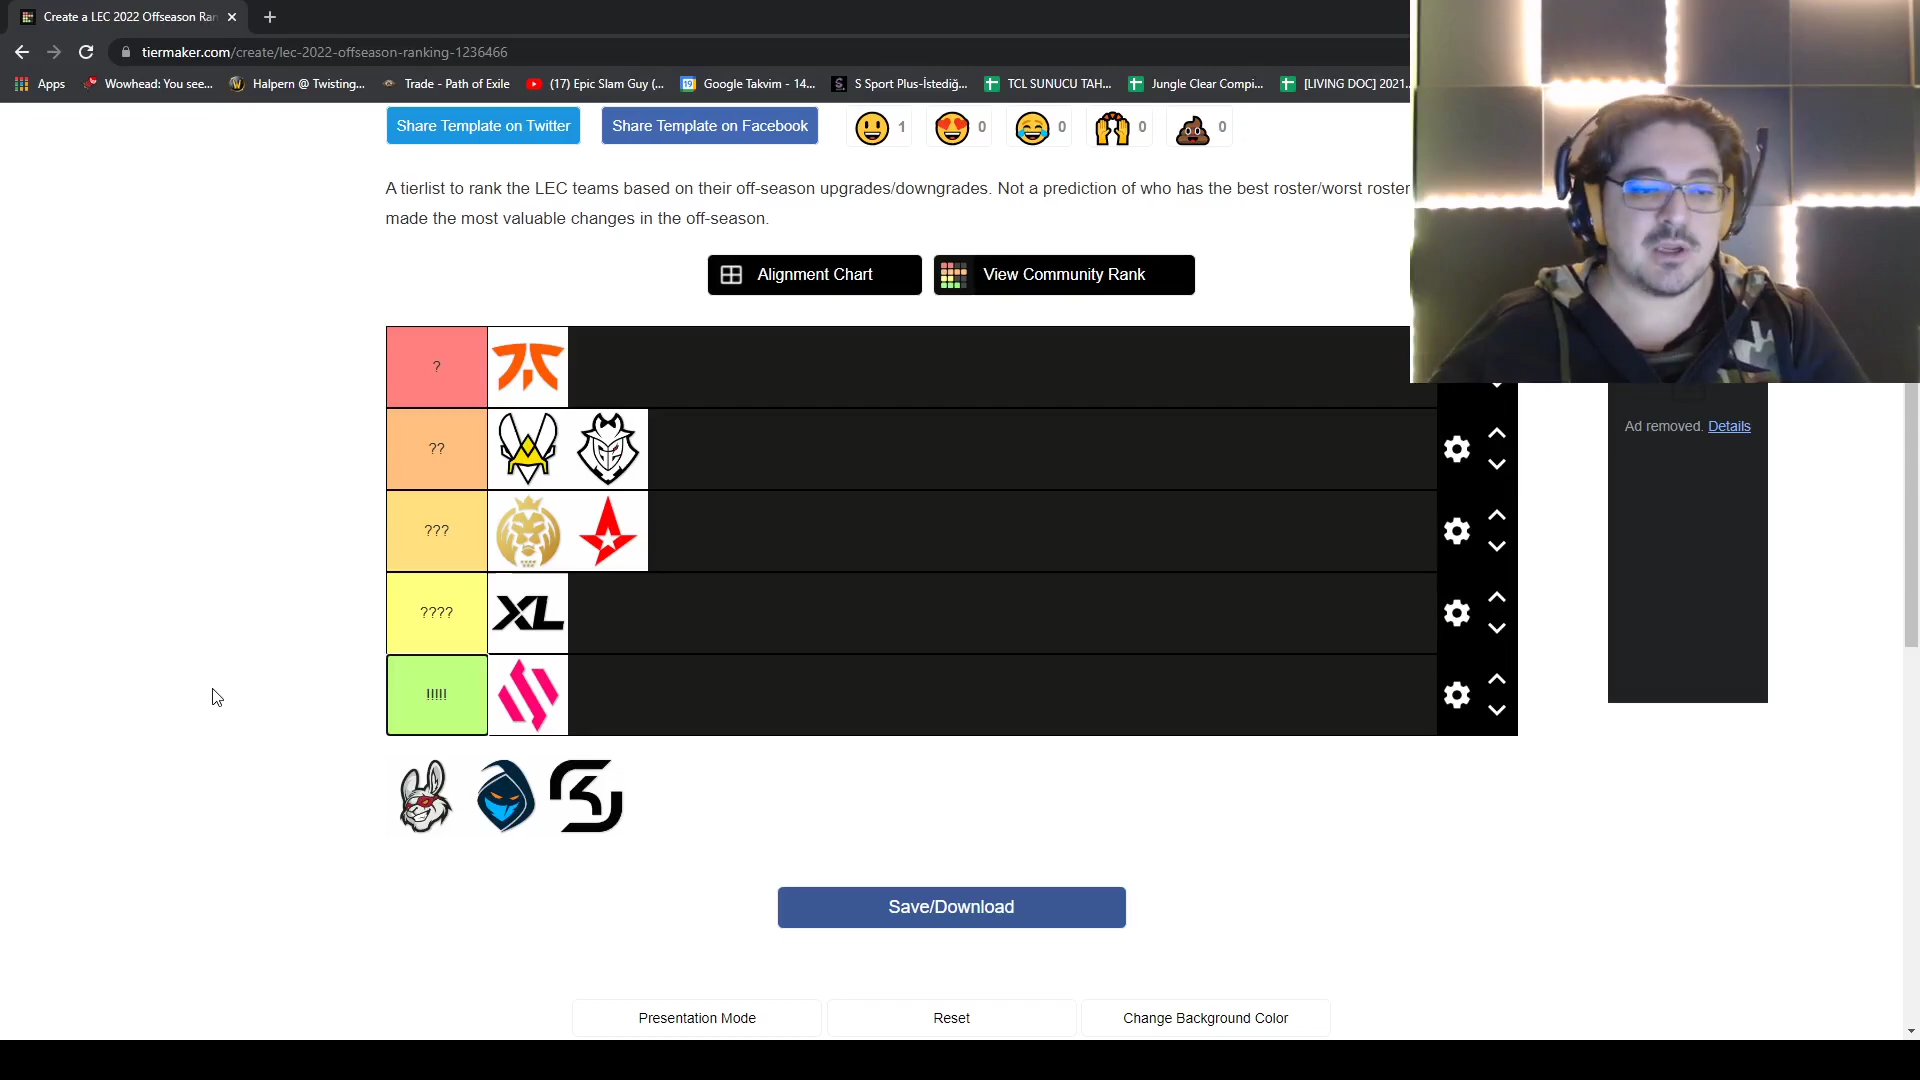 Create a LEC 2022 Offseason Ran
tiermaker.com/create/lec-2022-offseason-ranking-1236466
Apps
Wowhead: You see...
Halpern @ Twisting...
Trade - Path of Exile
(17) Epic Slam Guy (...
Google Takvim - 14...
S Sport Plus-İstediğ...
TCL SUNUCU TAH...
Jungle Clear Compi...
[LIVING DOC] 2021...
Share Template on Twitter
Share Template on Facebook
1
0
0
0
0
A tierlist to rank the LEC teams based on their off-season upgrades/downgrades. Not a prediction of who has the best roster/worst roster
made the most valuable changes in the off-season.
Alignment Chart
View Community Rank
?
??
???
????
XL
!!!!!
Ad removed. Details
Save/Download
Presentation Mode
Reset
Change Background Color